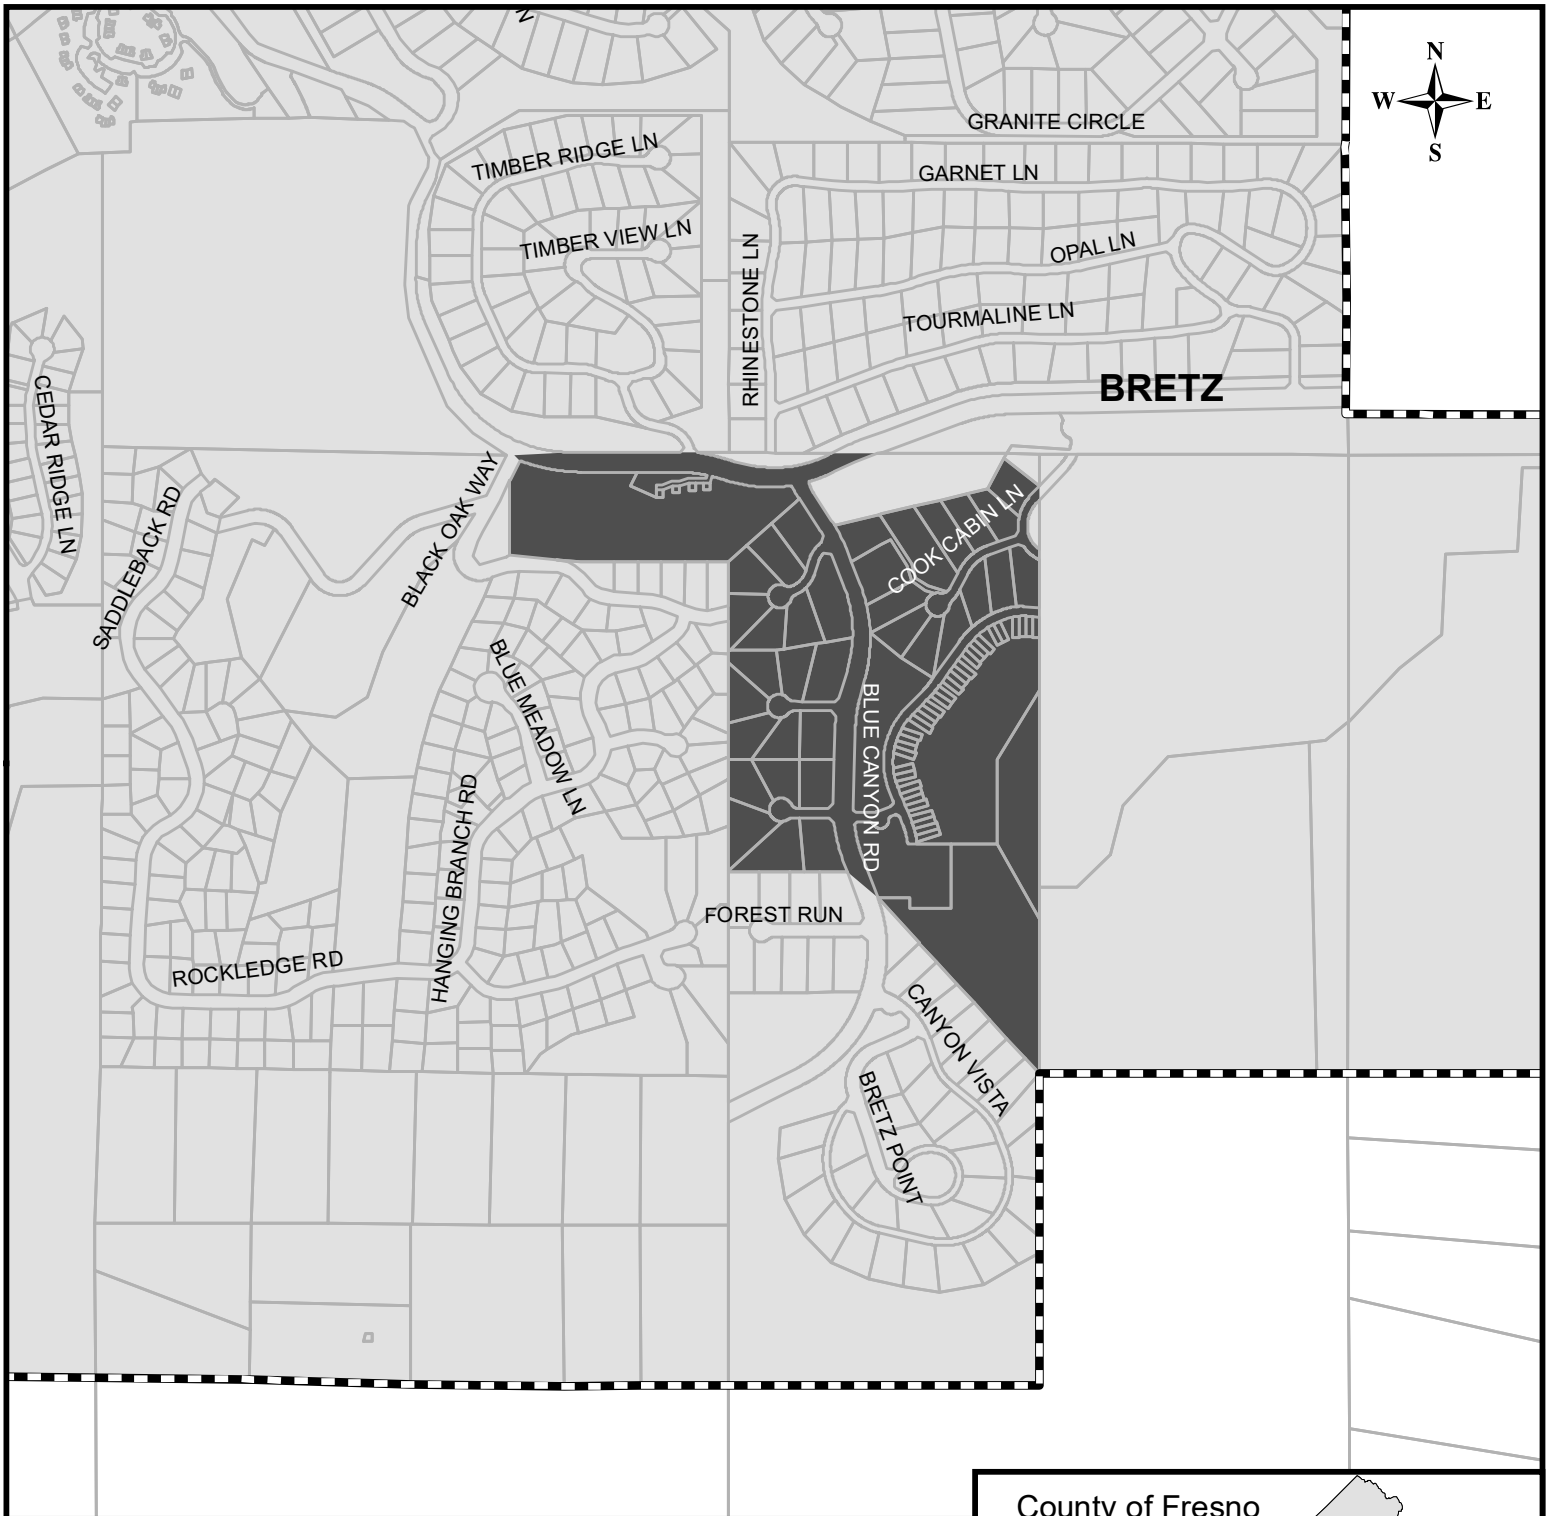 N
N
W E
S
GRANITE CIRCLE
TIMBER RIDGE LN
GARNET LN
TIMBER VIEW LN
OPAL LN
RHINESTONE LN
TOURMALINE LN
BRETZ
CEDAR RIDGE LN
SADDLEBACK RD
BLACK OAK WAY
COOK CABIN LN
BLUE MEADOW LN
BLUE CANYON RD
HANGING BRANCH RD
FOREST RUN
ROCKLEDGE RD
CANYON VISTA
BRETZ POINT
County of Fresno